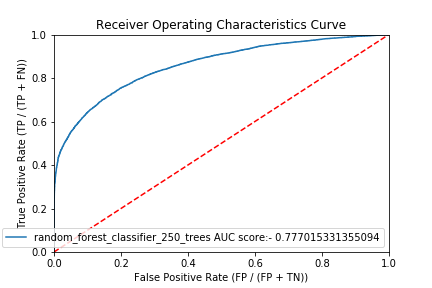 Receiver Operating Characteristics Curve
True Positive Rate (TP / (TP + FN))
1.0
0.8
0.6
0.4
0.2
0.0
random_forest_classifier_250_trees AUC score:- 0.777015331355094
0.0 0.2 0.4 0.6 0.8 1.0
False Positive Rate (FP / (FP + TN))